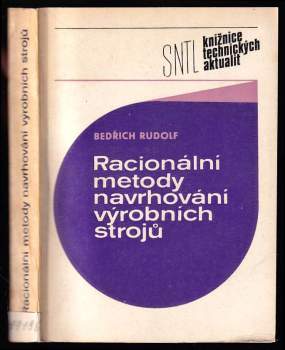 Racionální metody navrhování výrobních strojů
SNTL
knižnice
technických
aktualit
BEDŘICH RUDOLF
Racionální
metody
navrhování
výrobních
strojů